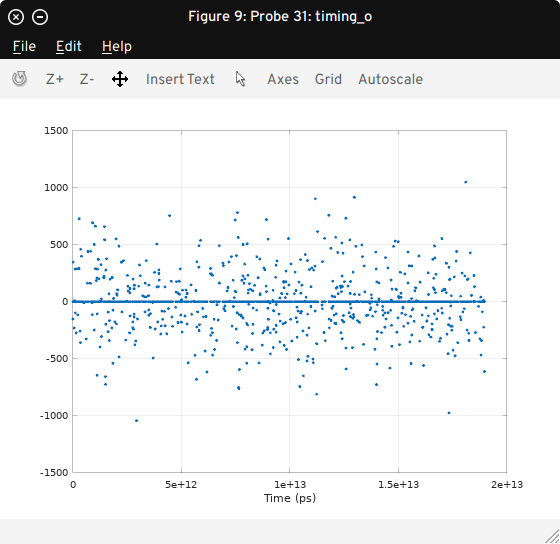 Figure 9: Probe 31: timing_o
File Edit Help
Z+ Z- Insert Text Axes Grid Autoscale
1500
1000
500
0
-500
-1000
-1500
0 5e+12 1e+13 1.5e+13 2e+13
Time (ps)